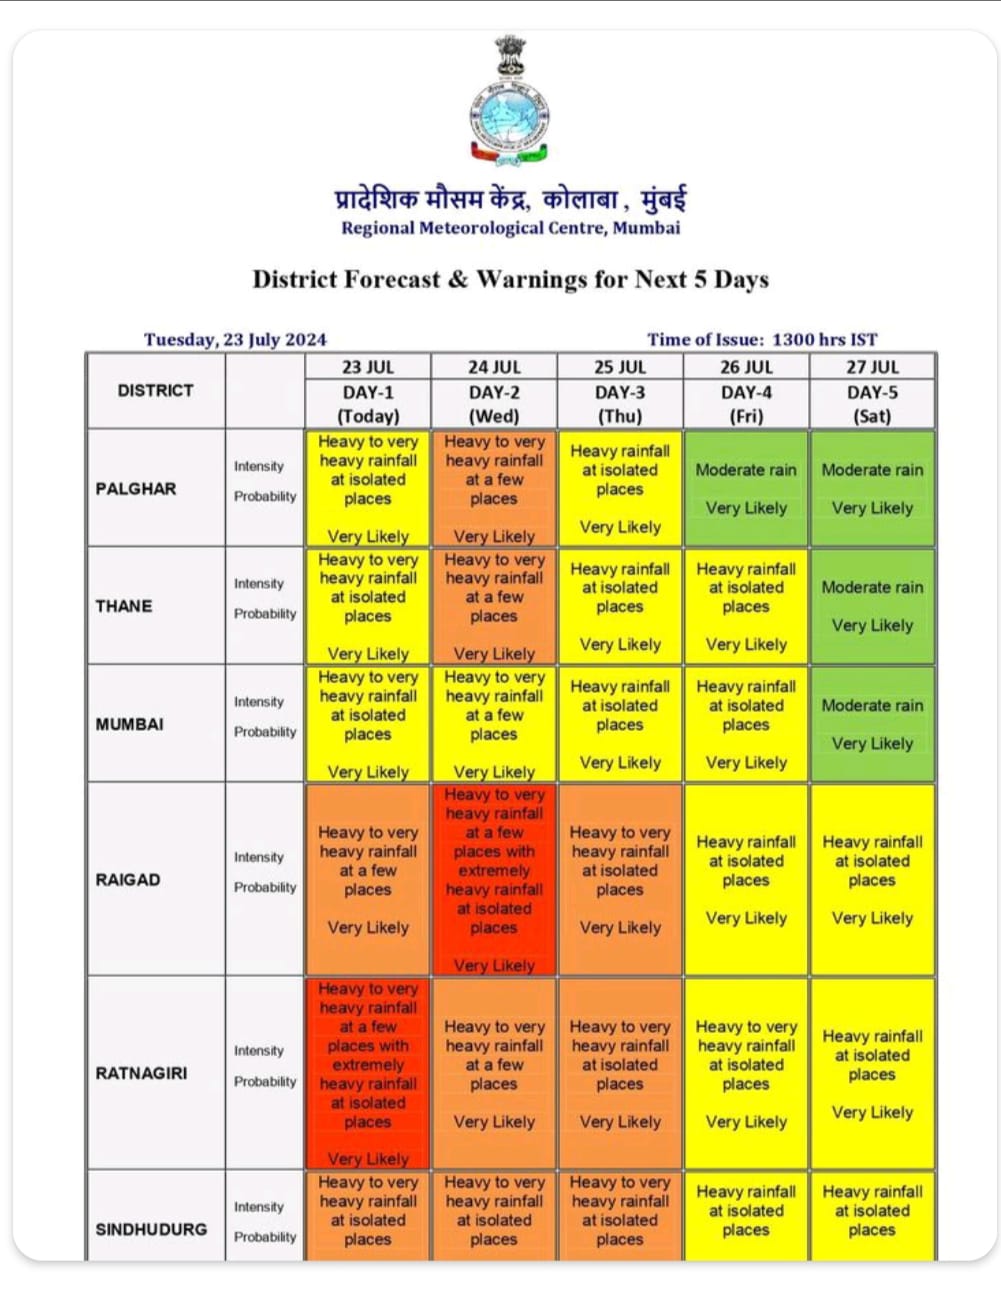 प्रादेशिक मौसम केंद्र, कोलाबा , मुंबई
Regional Meteorological Centre, Mumbai
District Forecast & Warnings for Next 5 Days
Tuesday, 23 July 2024
Time of Issue: 1300 hrs IST
DISTRICT
23 JUL
24 JUL
25 JUL
26 JUL
27 JUL
DAY-1
(Today)
DAY-2
(Wed)
DAY-3
(Thu)
DAY-4
(Fri)
DAY-5
(Sat)
PALGHAR
Intensity
Probability
Heavy to very
heavy rainfall
at isolated
places
Very Likely
Heavy to very
heavy rainfall
at a few
places
Very Likely
Heavy rainfall
at isolated
places
Very Likely
Moderate rain
Very Likely
Moderate rain
Very Likely
THANE
Intensity
Probability
Heavy to very
heavy rainfall
at isolated
places
Very Likely
Heavy to very
heavy rainfall
at a few
places
Very Likely
Heavy rainfall
at isolated
places
Very Likely
Heavy rainfall
at isolated
places
Very Likely
Moderate rain
Very Likely
MUMBAI
Intensity
Probability
Heavy to very
heavy rainfall
at isolated
places
Very Likely
Heavy to very
heavy rainfall
at a few
places
Very Likely
Heavy rainfall
at isolated
places
Very Likely
Heavy rainfall
at isolated
places
Very Likely
Moderate rain
Very Likely
RAIGAD
Intensity
Probability
Heavy to very
heavy rainfall
at a few
places
Very Likely
Heavy to very
heavy rainfall
at a few
places with
extremely
heavy rainfall
at isolated
places
Very Likely
Heavy to very
heavy rainfall
at isolated
places
Very Likely
Heavy rainfall
at isolated
places
Very Likely
Heavy rainfall
at isolated
places
Very Likely
RATNAGIRI
Intensity
Probability
Heavy to very
heavy rainfall
at a few
places with
extremely
heavy rainfall
at isolated
places
Very Likely
Heavy to very
heavy rainfall
at a few
places
Very Likely
Heavy to very
heavy rainfall
at isolated
places
Very Likely
Heavy to very
heavy rainfall
at isolated
places
Very Likely
Heavy rainfall
at isolated
places
Very Likely
SINDHUDURG
Intensity
Probability
Heavy to very
heavy rainfall
at isolated
places
Heavy to very
heavy rainfall
at isolated
places
Heavy to very
heavy rainfall
at isolated
places
Heavy rainfall
at isolated
places
Heavy rainfall
at isolated
places